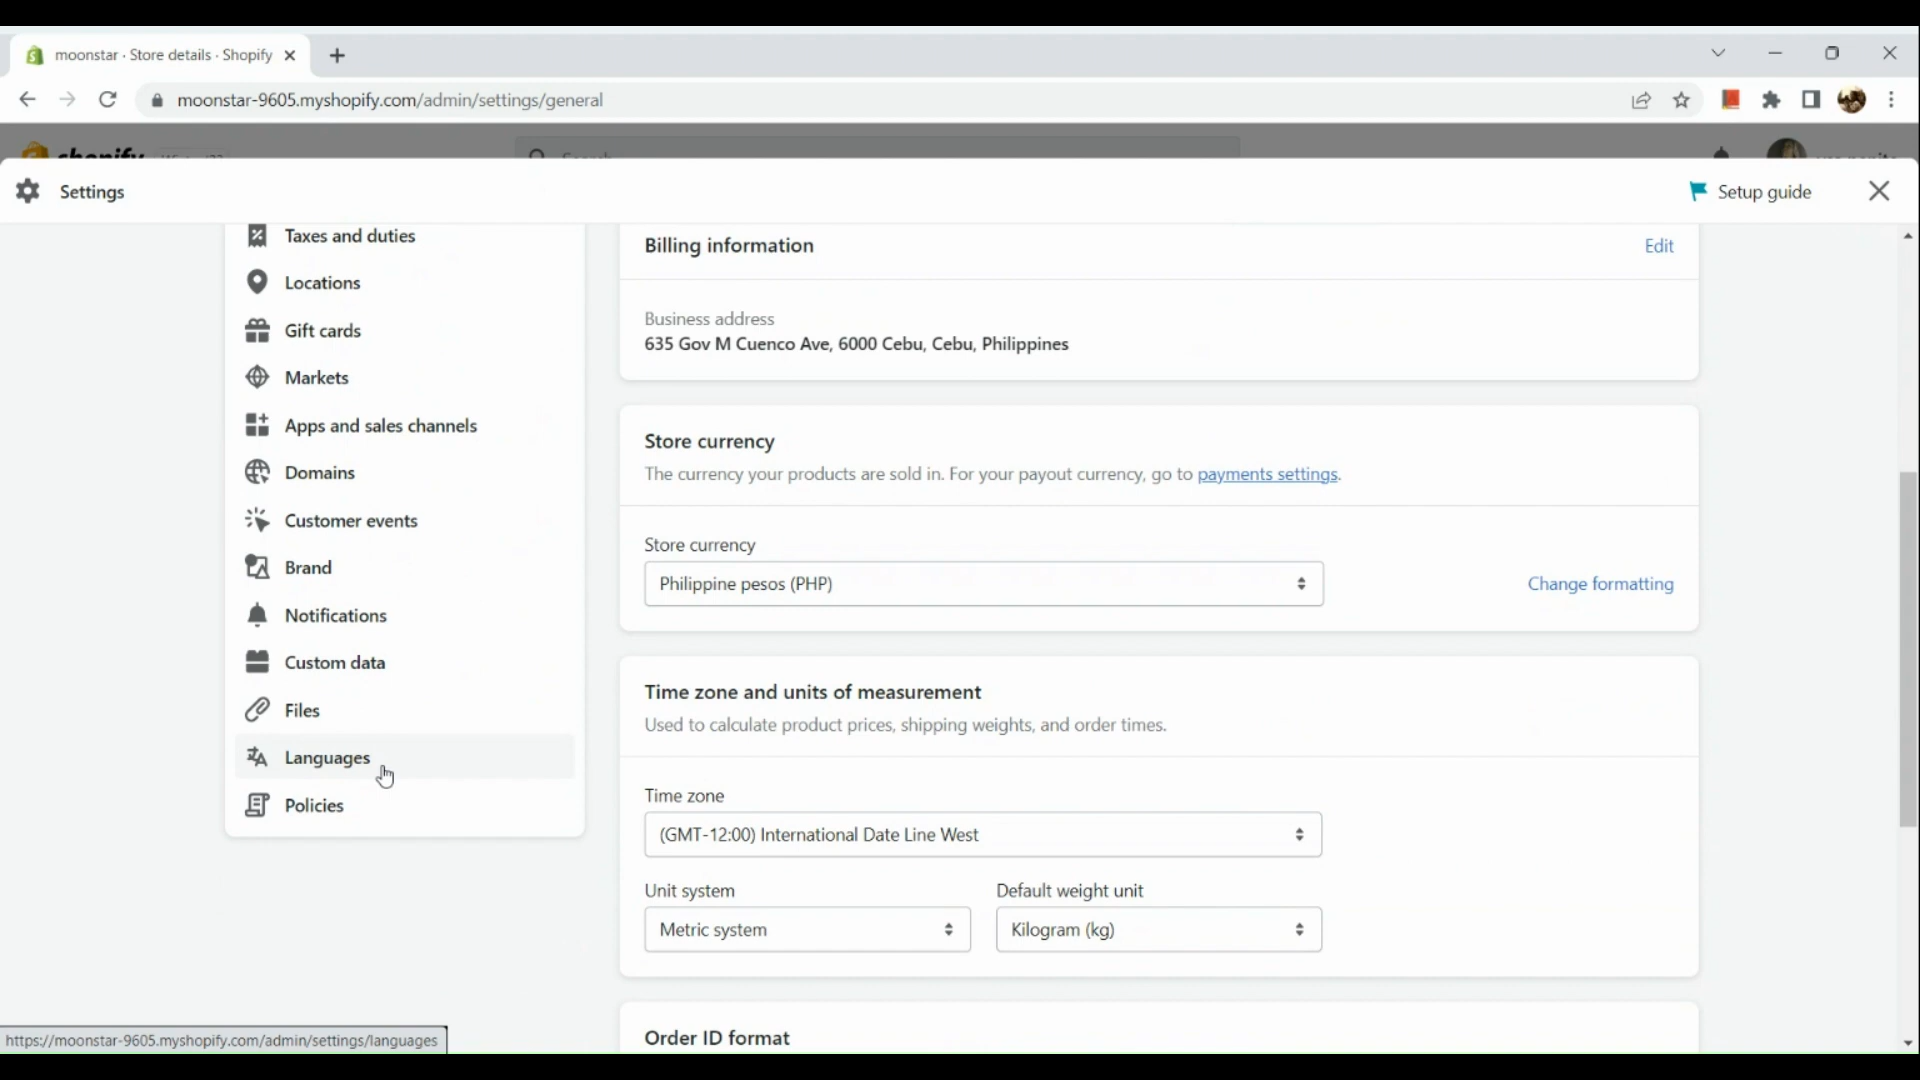 moonstar · Store details · Shopify
moonstar-9605.myshopify.com/admin/settings/general
shopify
Search
Settings
Setup guide
Taxes and duties
Locations
Gift cards
Markets
Apps and sales channels
Domains
Customer events
Brand
Notifications
Custom data
Files
Languages
Policies
Billing information
Edit
Business address
635 Gov M Cuenco Ave, 6000 Cebu, Cebu, Philippines
Store currency
The currency your products are sold in. For your payout currency, go to payments settings.
Store currency
Philippine pesos (PHP)
Change formatting
Time zone and units of measurement
Used to calculate product prices, shipping weights, and order times.
Time zone
(GMT-12:00) International Date Line West
Unit system
Default weight unit
Metric system
Kilogram (kg)
Order ID format
https://moonstar-9605.myshopify.com/admin/settings/languages